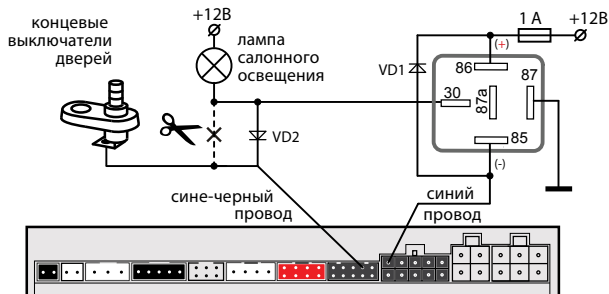 концевые
выключатели
дверей
+12В
лампа
салонного
освещения
1 А
+12В
VD1
(+)
86
87
30
87а
85
(-)
VD2
сине-черный
провод
синий
провод